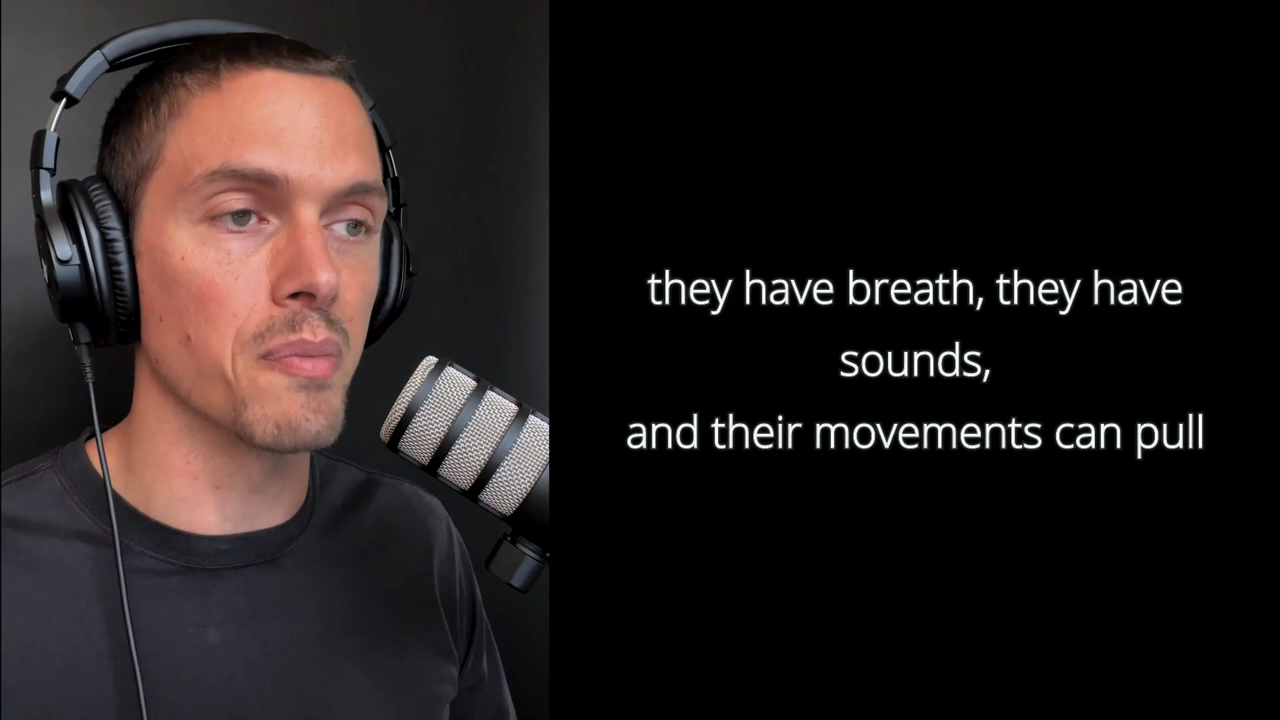 they have breath, they have
sounds,
and their movements can pull